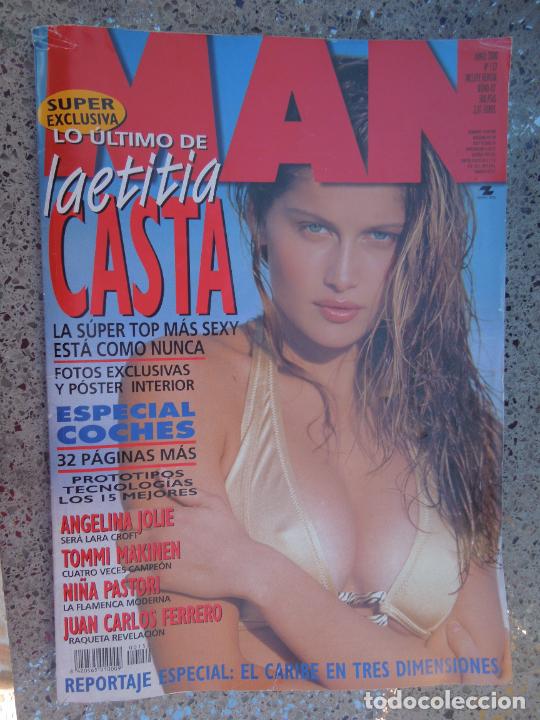 MAN
SUPER
EXCLUSIVA
LO ÚLTIMO DE
laetitia
CASTA
LA SÚPER TOP MÁS SEXY
ESTÁ COMO NUNCA
FOTOS EXCLUSIVAS
Y PÓSTER INTERIOR
ESPECIAL
COCHES
32 PÁGINAS MÁS
PROTOTIPOS
TECNOLOGÍAS
LOS 15 MEJORES
ANGELINA JOLIE
SERÁ LARA CROFT
TOMMI MAKINEN
CUATRO VECES CAMPEÓN
NIÑA PASTORI
LA FLAMENCA MODERNA
JUAN CARLOS FERRERO
RAQUETA REVELACIÓN
REPORTAJE ESPECIAL: EL CARIBE EN TRES DIMENSIONES
todocoleccion